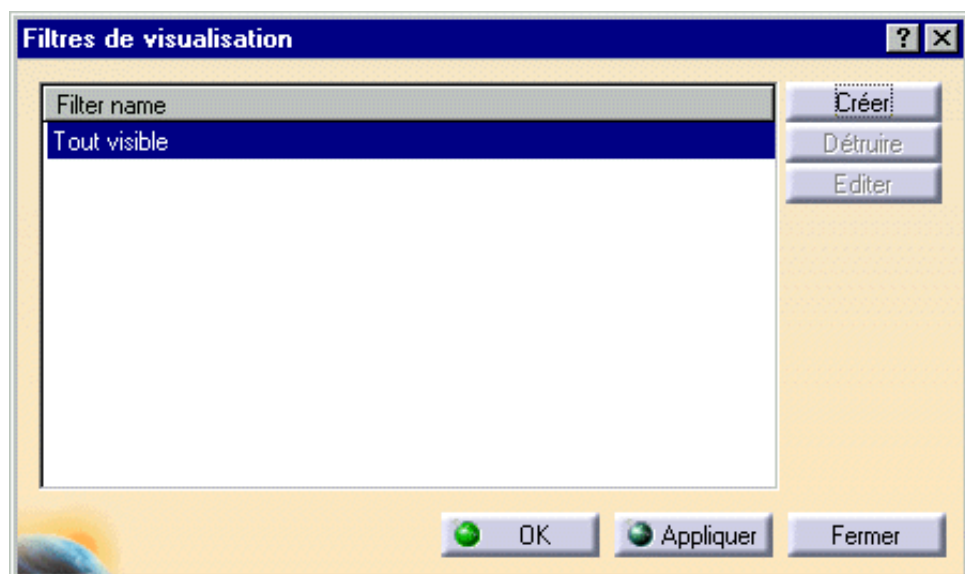 Filtres de visualisation
Filter name
Tout visible
Créer
Détruire
Editer
OK
Appliquer
Fermer